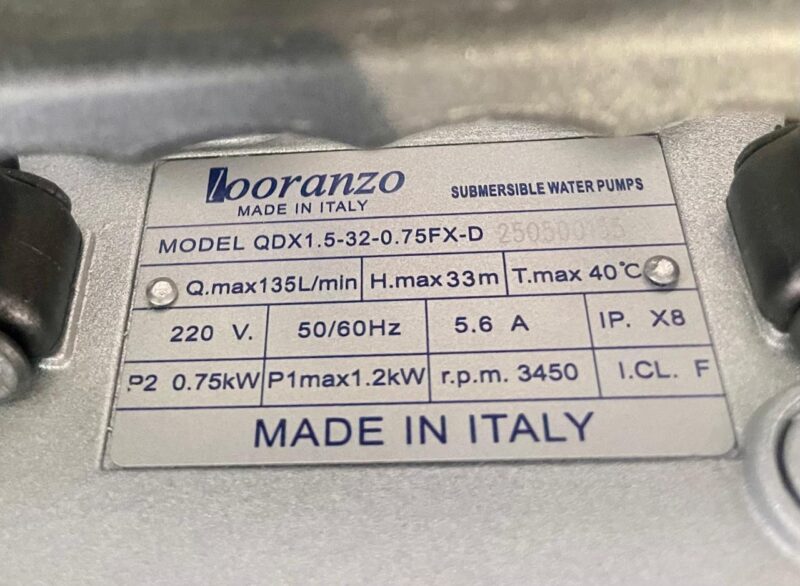 looranzo
MADE IN ITALY
SUBMERSIBLE WATER PUMPS
MODEL QDX1.5-32-0.75FX-D
Q.max135L/min H.max33m T.max 40℃
220 V. 50/60Hz 5.6 A IP. X8
P2 0.75kW P1max1.2kW r.p.m. 3450 I.CL. F
MADE IN ITALY